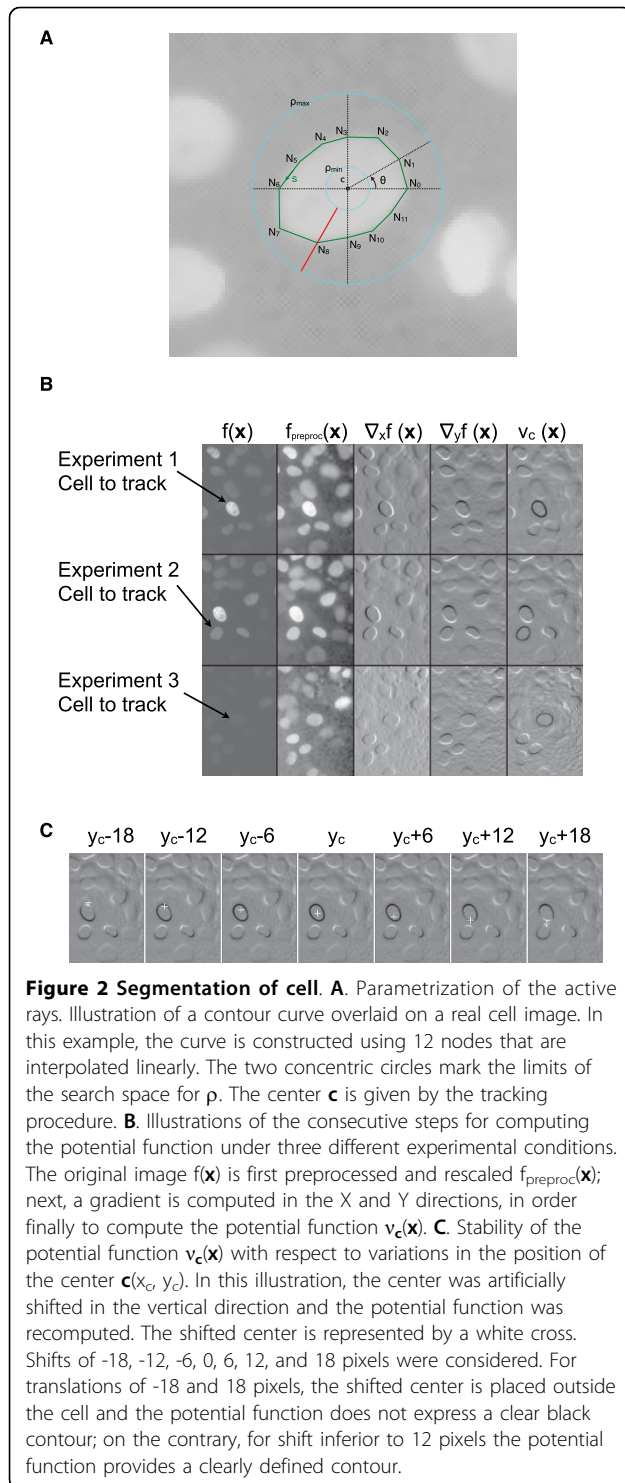 A
ρmax
N3
N2
N4
N5
N1
ρmin
c
θ
S
N6
N0
N11
N7
N8
N9
N10
B
f(x) fpreproc(x) ∇xf (x) ∇yf (x) vc (x)
Experiment 1
Cell to track
Experiment 2
Cell to track
Experiment 3
Cell to track
C
yc-18 yc-12 yc-6 yc yc+6 yc+12 yc+18
Figure 2 Segmentation of cell. A. Parametrization of the active
rays. Illustration of a contour curve overlaid on a real cell image. In
this example, the curve is constructed using 12 nodes that are
interpolated linearly. The two concentric circles mark the limits of
the search space for ρ. The center c is given by the tracking
procedure. B. Illustrations of the consecutive steps for computing
the potential function under three different experimental conditions.
The original image f(x) is first preprocessed and rescaled fpreproc(x);
next, a gradient is computed in the X and Y directions, in order
finally to compute the potential function vc(x). C. Stability of the
potential function vc(x) with respect to variations in the position of
the center c(xc, yc). In this illustration, the center was artificially
shifted in the vertical direction and the potential function was
recomputed. The shifted center is represented by a white cross.
Shifts of -18, -12, -6, 0, 6, 12, and 18 pixels were considered. For
translations of -18 and 18 pixels, the shifted center is placed outside
the cell and the potential function does not express a clear black
contour; on the contrary, for shift inferior to 12 pixels the potential
function provides a clearly defined contour.